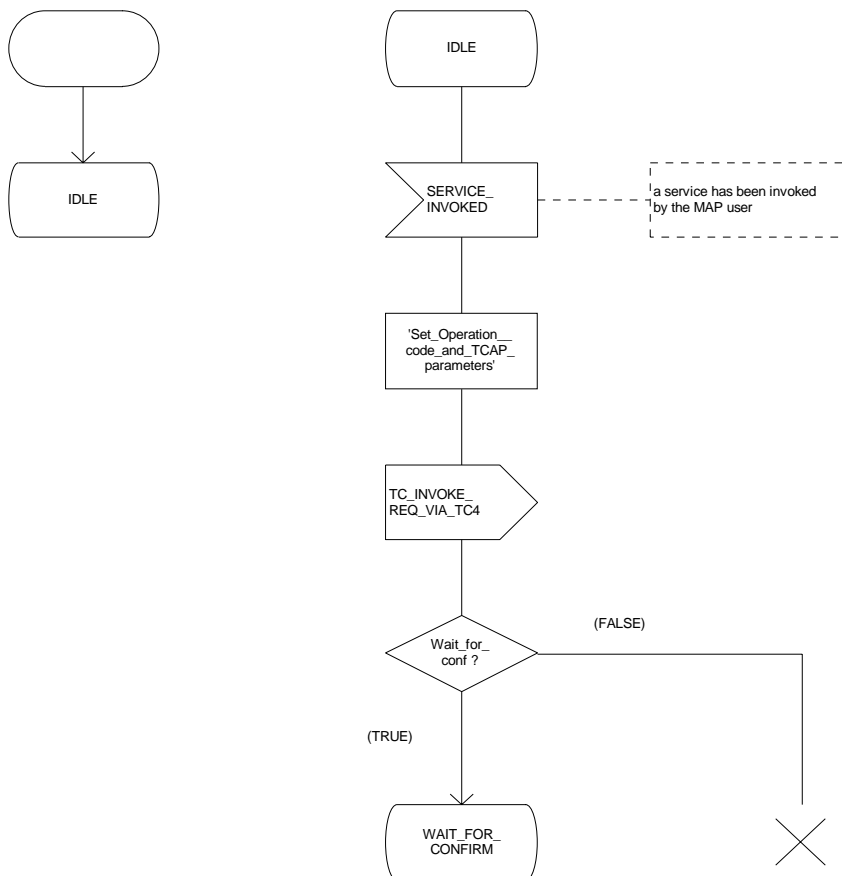 IDLE
IDLE
SERVICE_
INVOKED
a service has been invoked
by the MAP user
'Set_Operation__
code_and_TCAP_
parameters'
TC_INVOKE_
REQ_VIA_TC4
(FALSE)
Wait_for_
conf ?
(TRUE)
WAIT_FOR_
CONFIRM